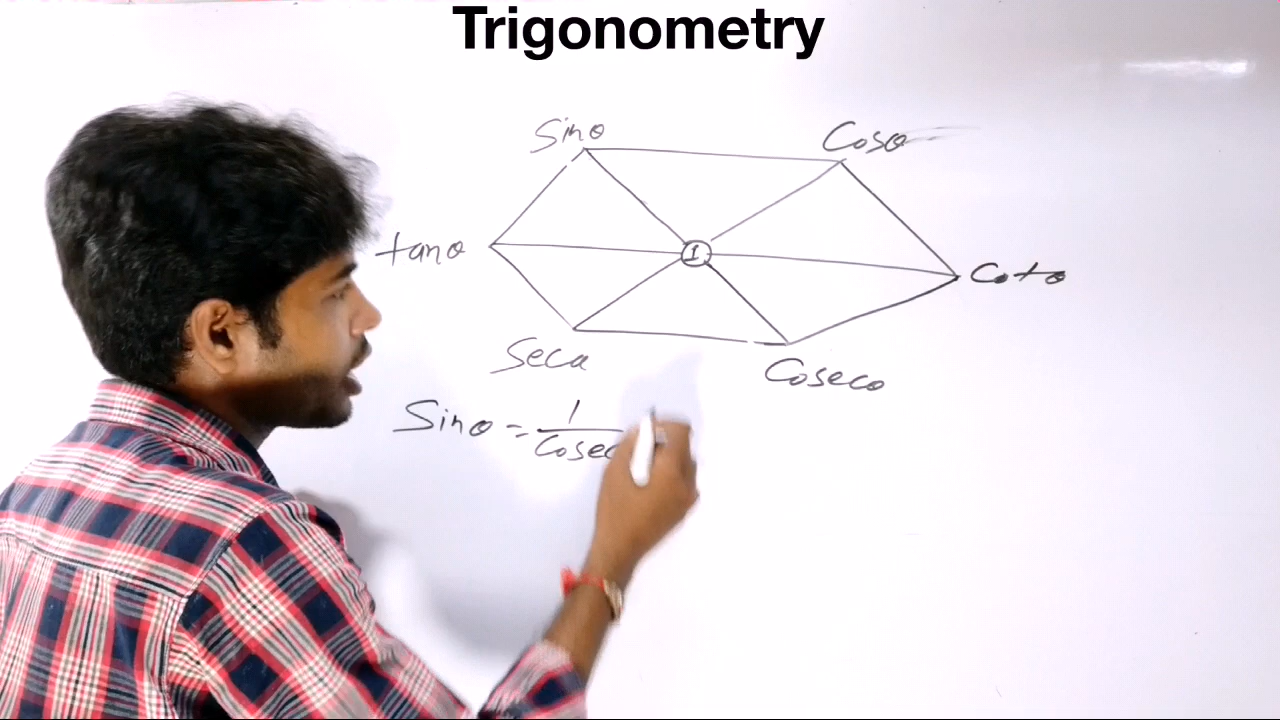 Trigonometry
Sinθ
Cosθ
tanθ
1
Cotθ
Secθ
Cosecθ
Sinθ = 1/Cosec